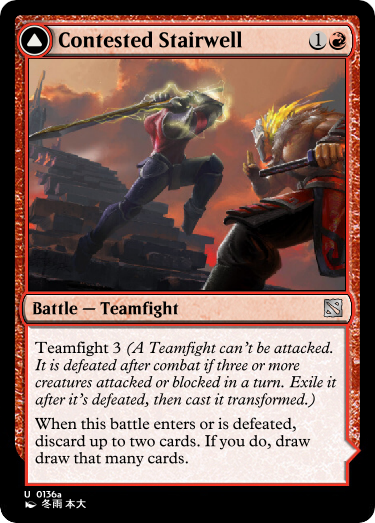 Contested Stairwell 1
Battle — Teamfight
Teamfight 3 (A Teamfight can't be attacked.
It is defeated after combat if three or more
creatures attacked or blocked in a turn. Exile it
after it's defeated, then cast it transformed.)
When this battle enters or is defeated,
discard up to two cards. If you do, draw
draw that many cards.
U 0136a
冬雨 本大